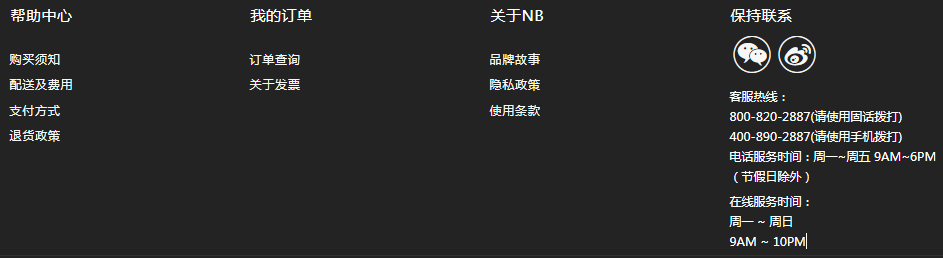 帮助中心
购买须知
配送及费用
支付方式
退货政策
我的订单
订单查询
关于发票
关于NB
品牌故事
隐私政策
使用条款
保持联系
客服热线：
800-820-2887(请使用固话拨打)
400-890-2887(请使用手机拨打)
电话服务时间：周一~周五 9AM~6PM
（节假日除外）
在线服务时间：
周一 ~ 周日
9AM ~ 10PM